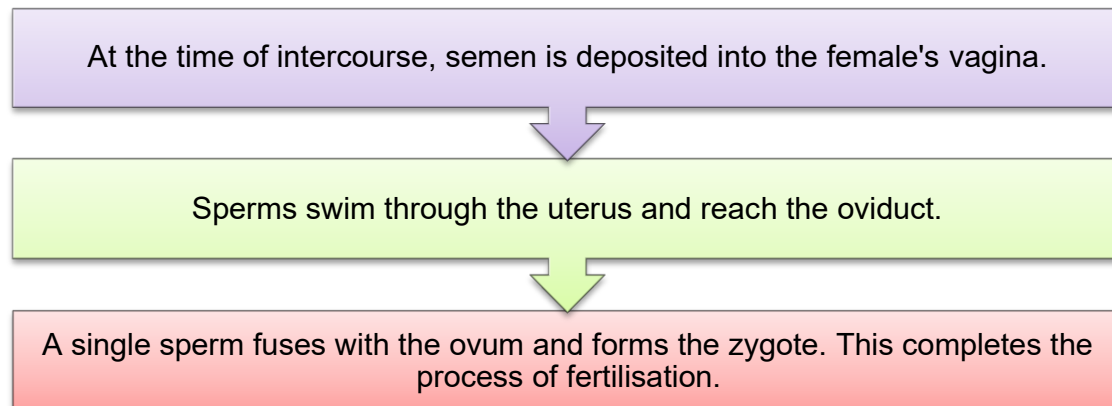 At the time of intercourse, semen is deposited into the female's vagina.
Sperms swim through the uterus and reach the oviduct.
A single sperm fuses with the ovum and forms the zygote. This completes the
process of fertilisation.